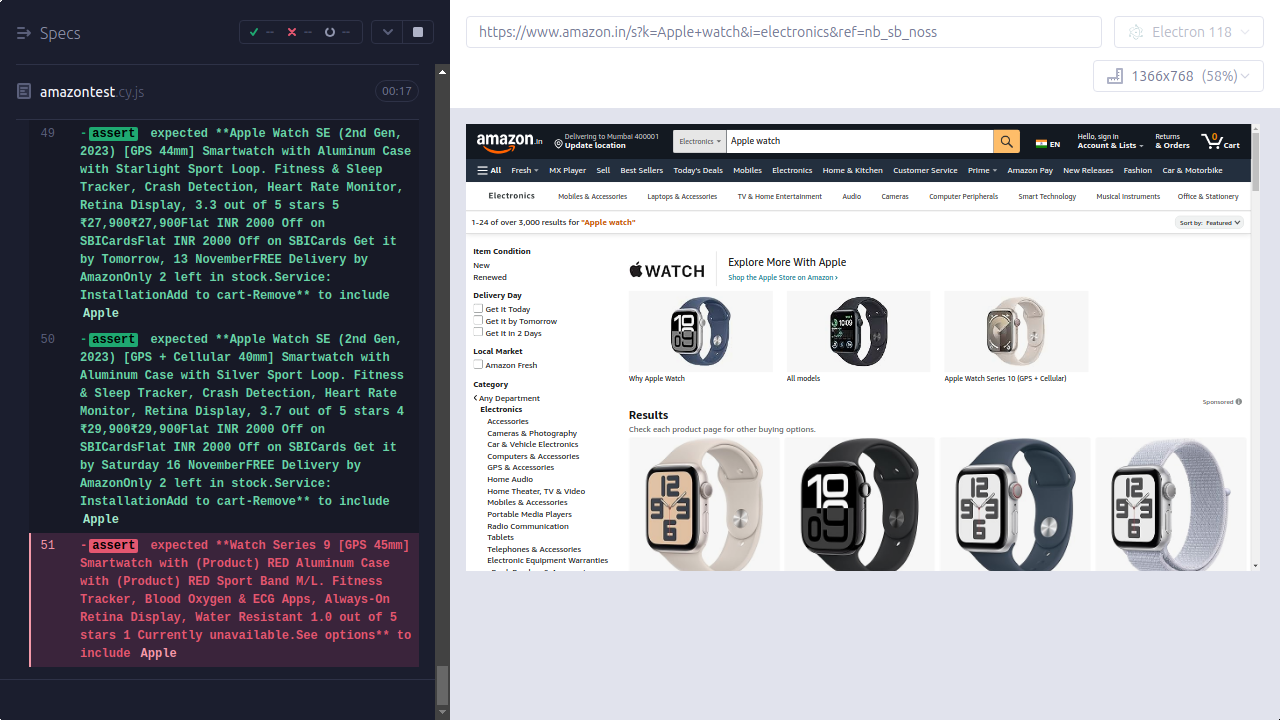 Specs
--
--
--
amazontest.cy.js
00:17
49
-assert expected **Apple Watch SE (2nd Gen,
2023) [GPS 44mm] Smartwatch with Aluminum Case
with Starlight Sport Loop. Fitness & Sleep
Tracker, Crash Detection, Heart Rate Monitor,
Retina Display, 3.3 out of 5 stars 5
₹27,900₹27,900Flat INR 2000 Off on
SBICardsFlat INR 2000 Off on SBICards Get it
by Tomorrow, 13 NovemberFREE Delivery by
AmazonOnly 2 left in stock.Service:
InstallationAdd to cart-Remove** to include
Apple
50
-assert expected **Apple Watch SE (2nd Gen,
2023) [GPS + Cellular 40mm] Smartwatch with
Aluminum Case with Silver Sport Loop. Fitness
& Sleep Tracker, Crash Detection, Heart Rate
Monitor, Retina Display, 3.7 out of 5 stars 4
₹29,900₹29,900Flat INR 2000 Off on
SBICardsFlat INR 2000 Off on SBICards Get it
by Saturday 16 NovemberFREE Delivery by
AmazonOnly 2 left in stock.Service:
InstallationAdd to cart-Remove** to include
Apple
51
-assert expected **Watch Series 9 [GPS 45mm]
Smartwatch with (Product) RED Aluminum Case
with (Product) RED Sport Band M/L. Fitness
Tracker, Blood Oxygen & ECG Apps, Always-On
Retina Display, Water Resistant 1.0 out of 5
stars 1 Currently unavailable.See options** to
include Apple
https://www.amazon.in/s?k=Apple+watch&i=electronics&ref=nb_sb_noss
Electron 118
1366x768 (58%)
amazon.in
Delivering to Mumbai 400001
Update location
Electronics
Apple watch
EN
Hello, sign in
Account & Lists
Returns
& Orders
0
Cart
All
Fresh
MX Player
Sell
Best Sellers
Today's Deals
Mobiles
Electronics
Home & Kitchen
Customer Service
Prime
Amazon Pay
New Releases
Fashion
Car & Motorbike
Electronics
Mobiles & Accessories
Laptops & Accessories
TV & Home Entertainment
Audio
Cameras
Computer Peripherals
Smart Technology
Musical Instruments
Office & Stationery
1-24 of over 3,000 results for "Apple watch"
Sort by: Featured
Item Condition
New
Renewed
Delivery Day
Get It Today
Get It by Tomorrow
Get It in 2 Days
Local Market
Amazon Fresh
Category
Any Department
Electronics
Accessories
Cameras & Photography
Car & Vehicle Electronics
Computers & Accessories
GPS & Accessories
Home Audio
Home Theater, TV & Video
Mobiles & Accessories
Portable Media Players
Radio Communication
Tablets
Telephones & Accessories
Electronic Equipment Warranties
WATCH
Explore More With Apple
Shop the Apple Store on Amazon ›
Why Apple Watch
All models
Apple Watch Series 10 (GPS + Cellular)
Sponsored
Results
Check each product page for other buying options.